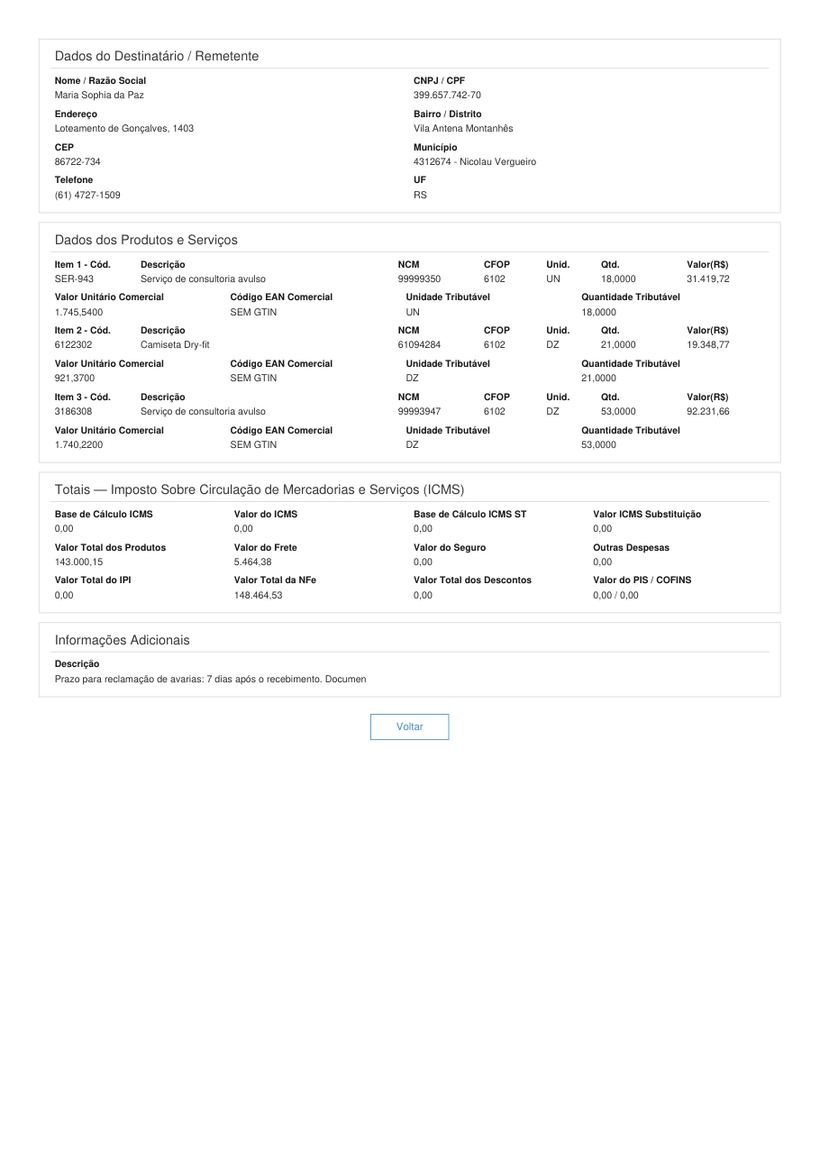 Dados do Destinatário / Remetente
Nome / Razão Social CNPJ / CPF
Maria Sophia da Paz 399.657.742-70
Endereço Bairro / Distrito
Loteamento de Gonçalves, 1403 Vila Antena Montanhês
CEP Município
86722-734 4312674 - Nicolau Vergueiro
Telefone UF
(61) 4727-1509 RS
Dados dos Produtos e Serviços
Item 1 - Cód. Descrição NCM CFOP Unid. Qtd. Valor(R$)
SER-943 Serviço de consultoria avulso 99999350 6102 UN 18,0000 31.419,72
Valor Unitário Comercial Código EAN Comercial Unidade Tributável Quantidade Tributável
1.745,5400 SEM GTIN UN 18,0000
Item 2 - Cód. Descrição NCM CFOP Unid. Qtd. Valor(R$)
6122302 Camiseta Dry-fit 61094284 6102 DZ 21,0000 19.348,77
Valor Unitário Comercial Código EAN Comercial Unidade Tributável Quantidade Tributável
921,3700 SEM GTIN DZ 21,0000
Item 3 - Cód. Descrição NCM CFOP Unid. Qtd. Valor(R$)
3186308 Serviço de consultoria avulso 99993947 6102 DZ 53,0000 92.231,66
Valor Unitário Comercial Código EAN Comercial Unidade Tributável Quantidade Tributável
1.740,2200 SEM GTIN DZ 53,0000
Totais — Imposto Sobre Circulação de Mercadorias e Serviços (ICMS)
Base de Cálculo ICMS Valor do ICMS Base de Cálculo ICMS ST Valor ICMS Substituição
0,00 0,00 0,00 0,00
Valor Total dos Produtos Valor do Frete Valor do Seguro Outras Despesas
143.000,15 5.464,38 0,00 0,00
Valor Total do IPI Valor Total da NFe Valor Total dos Descontos Valor do PIS / COFINS
0,00 148.464,53 0,00 0,00 / 0,00
Informações Adicionais
Descrição
Prazo para reclamação de avarias: 7 dias após o recebimento. Documen
Voltar